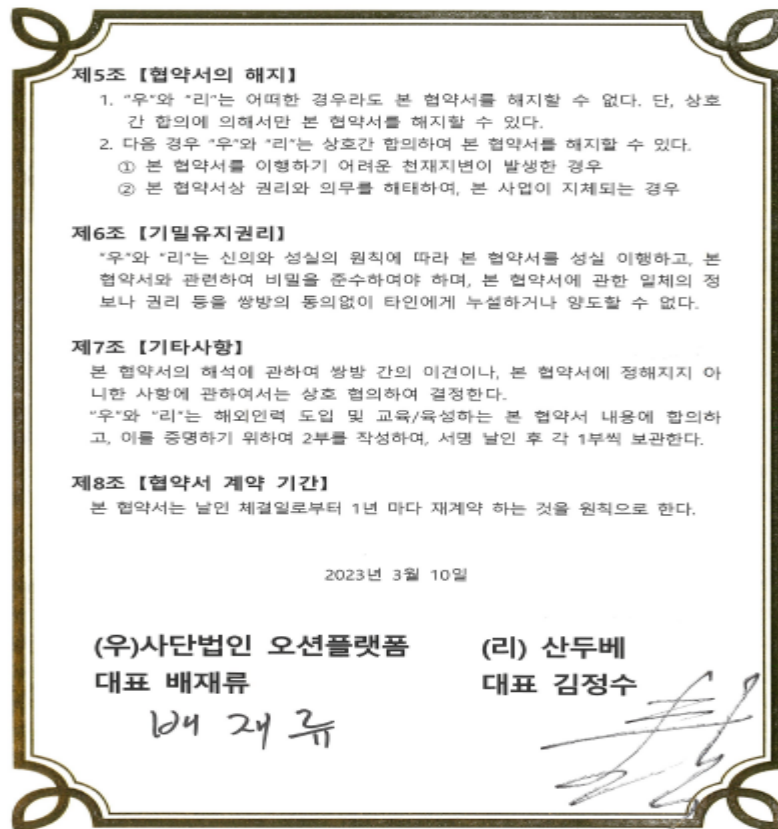 제5조 【협약서의 해지】
1. "우"와 "리"는 어떠한 경우라도 본 협약서를 해지할 수 없다. 단, 상호
간 합의에 의해서만 본 협약서를 해지할 수 있다.
2. 다음 경우 "우"와 "리"는 상호간 합의하여 본 협약서를 해지할 수 있다.
① 본 협약서를 이행하기 어려운 천재지변이 발생한 경우
② 본 협약서상 권리와 의무를 해태하여, 본 사업이 지체되는 경우
제6조 【기밀유지권리】
"우"와 "리"는 신의와 성실의 원칙에 따라 본 협약서를 성실 이행하고, 본
협약서와 관련하여 비밀을 준수하여야 하며, 본 협약서에 관한 일체의 정
보나 권리 등을 쌍방의 동의없이 타인에게 누설하거나 양도할 수 없다.
제7조 【기타사항】
본 협약서의 해석에 관하여 쌍방 간의 이견이나, 본 협약서에 정해지지 아
니한 사항에 관하여서는 상호 협의하여 결정한다.
"우"와 "리"는 해외인력 도입 및 교육/육성하는 본 협약서 내용에 합의하
고, 이를 증명하기 위하여 2부를 작성하여, 서명 날인 후 각 1부씩 보관한다.
제8조 【협약서 계약 기간】
본 협약서는 날인 체결일로부터 1년 마다 재계약 하는 것을 원칙으로 한다.
2023년 3월 10일
(우)사단법인 오션플랫폼 (리) 산두베
대표 배재류 대표 김정수
배 재 류